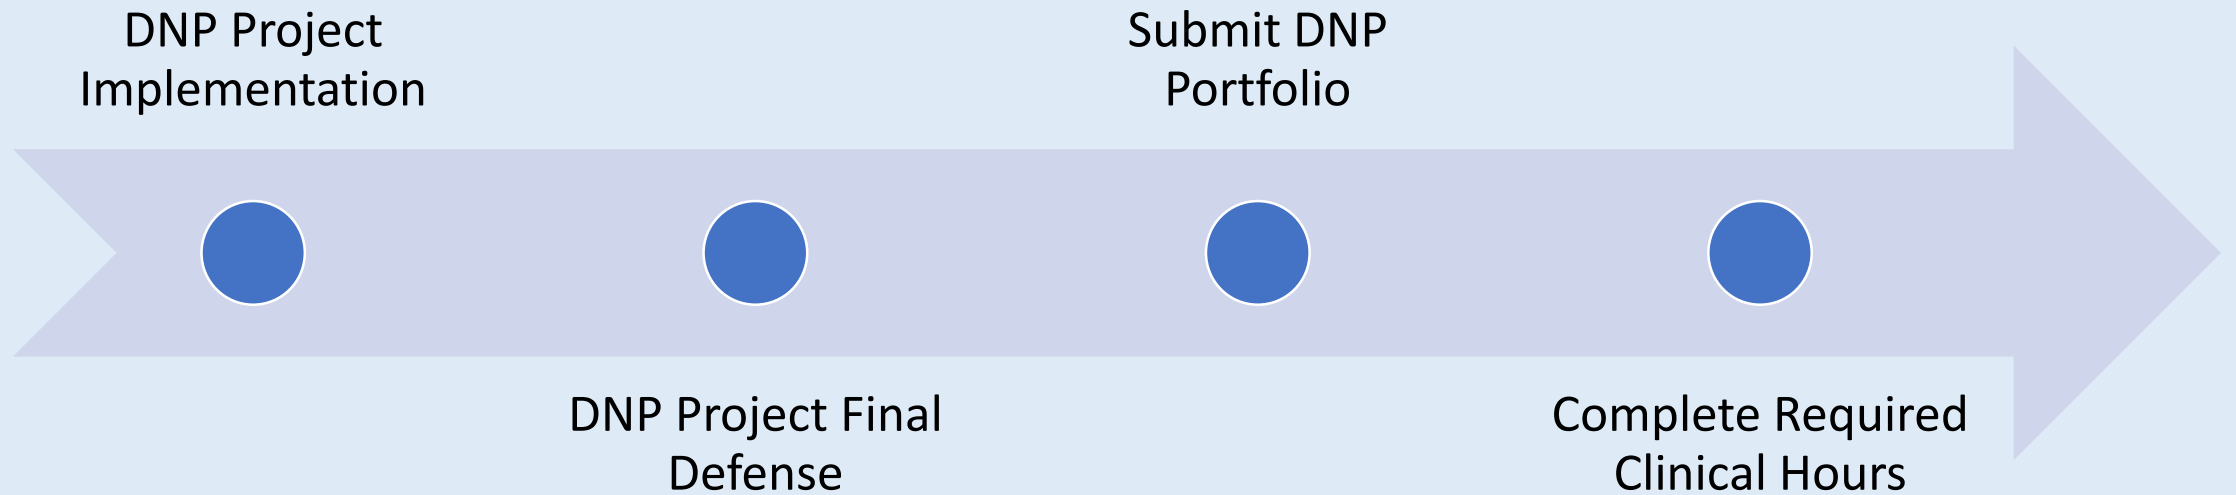 DNP Project
Implementation
DNP Project Final
Defense
Submit DNP
Portfolio
Complete Required
Clinical Hours